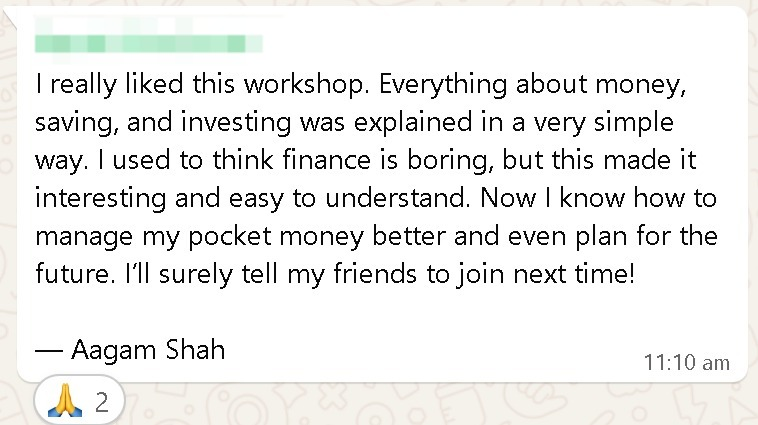 I really liked this workshop. Everything about money,
saving, and investing was explained in a very simple
way. I used to think finance is boring, but this made it
interesting and easy to understand. Now I know how to
manage my pocket money better and even plan for the
future. I’ll surely tell my friends to join next time!
— Aagam Shah
11:10 am
🙏 2